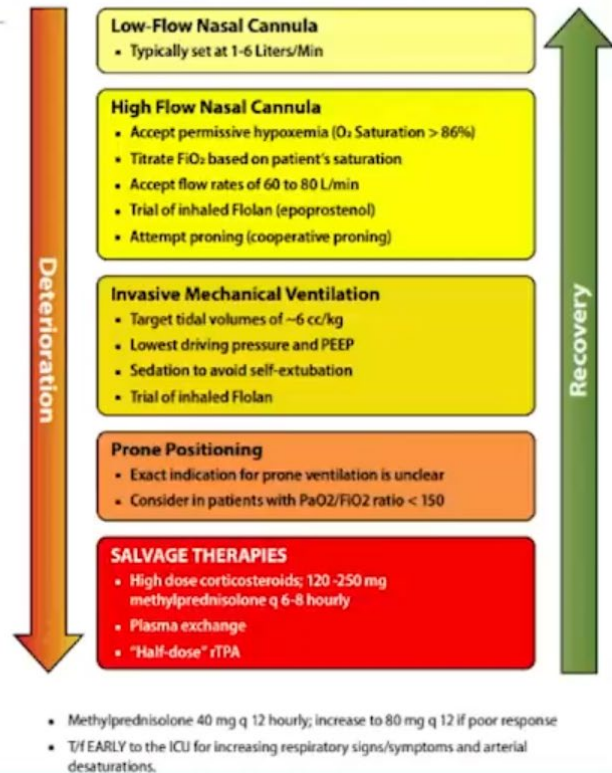 Low-Flow Nasal Cannula
▪ Typically set at 1-6 Liters/Min
High Flow Nasal Cannula
▪ Accept permissive hypoxemia (O₂ Saturation > 86%)
▪ Titrate FiO₂ based on patient's saturation
▪ Accept flow rates of 60 to 80 L/min
▪ Trial of inhaled Flolan (epoprostenol)
▪ Attempt proning (cooperative proning)
Deterioration
Invasive Mechanical Ventilation
▪ Target tidal volumes of ~6 cc/kg
▪ Lowest driving pressure and PEEP
▪ Sedation to avoid self-extubation
▪ Trial of inhaled Flolan
Recovery
Prone Positioning
▪ Exact indication for prone ventilation is unclear
▪ Consider in patients with PaO2/FiO2 ratio < 150
SALVAGE THERAPIES
▪ High dose corticosteroids; 120 -250 mg
methylprednisolone q 6-8 hourly
▪ Plasma exchange
▪ "Half-dose" rTPA
• Methylprednisolone 40 mg q 12 hourly; increase to 80 mg q 12 if poor response
• T/f EARLY to the ICU for increasing respiratory signs/symptoms and arterial
desaturations.